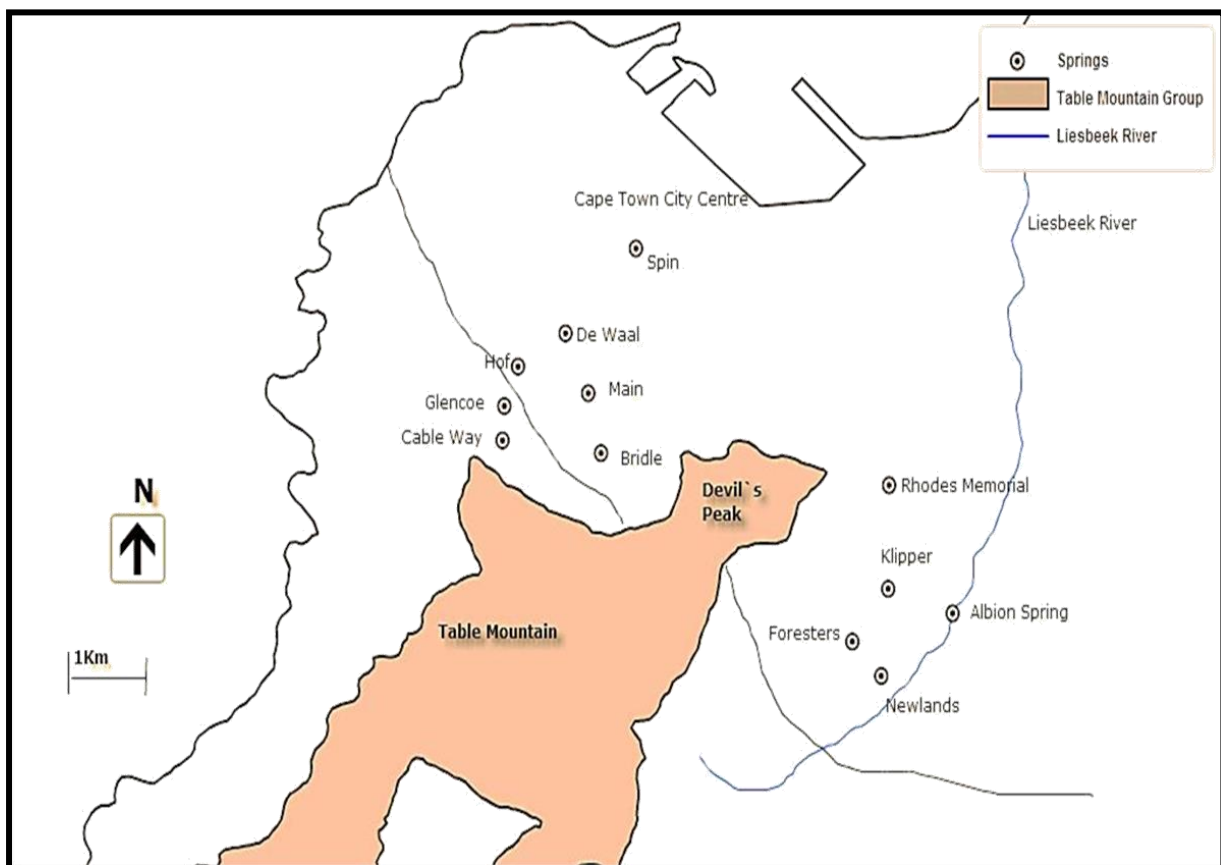 Springs
Table Mountain Group
Liesbeek River
Cape Town City Centre
Liesbeek River
Spin
De Waal
Hof
Main
Glencoe
Cable Way
Bridle
Devil`s
Peak
Rhodes Memorial
N
Klipper
Albion Spring
Foresters
Table Mountain
1Km
Newlands